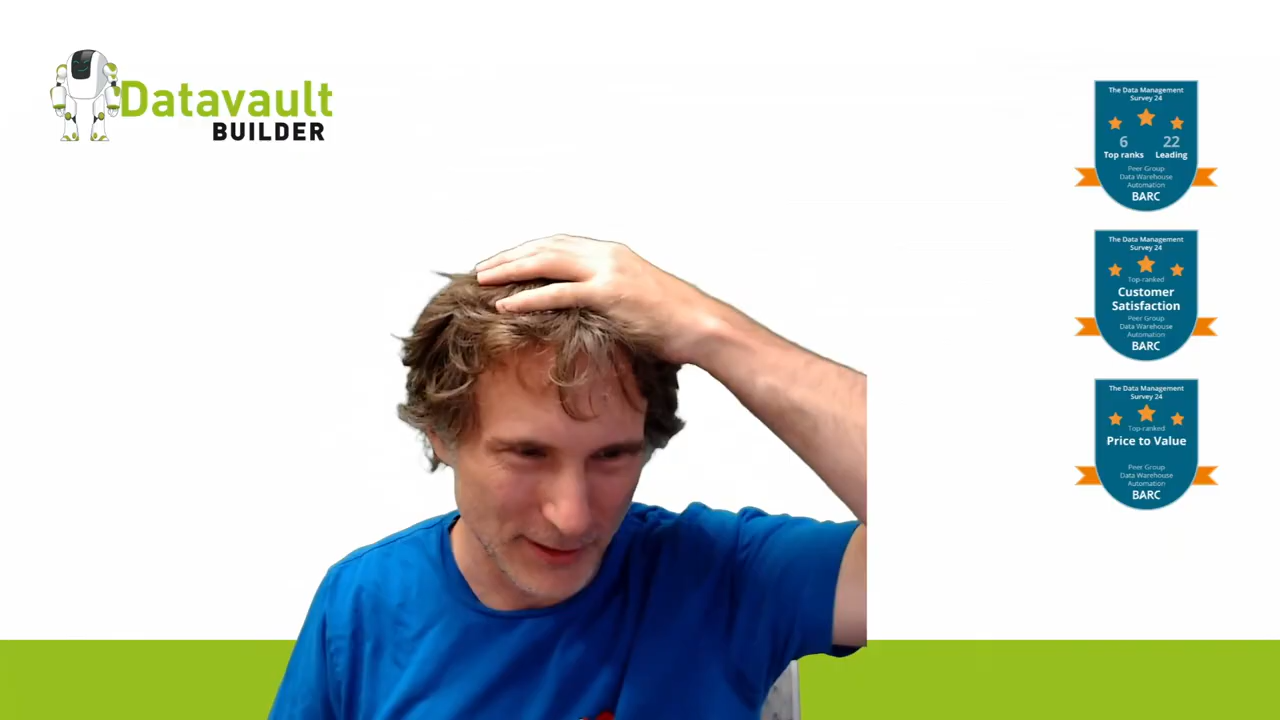 Datavault
BUILDER
The Data Management
Survey 24
6
22
Top ranks
Leading
Peer Group
Data Warehouse
Automation
BARC
The Data Management
Survey 24
Top-ranked
Customer
Satisfaction
Peer Group
Data Warehouse
Automation
BARC
The Data Management
Survey 24
Top-ranked
Price to Value
Peer Group
Data Warehouse
Automation
BARC